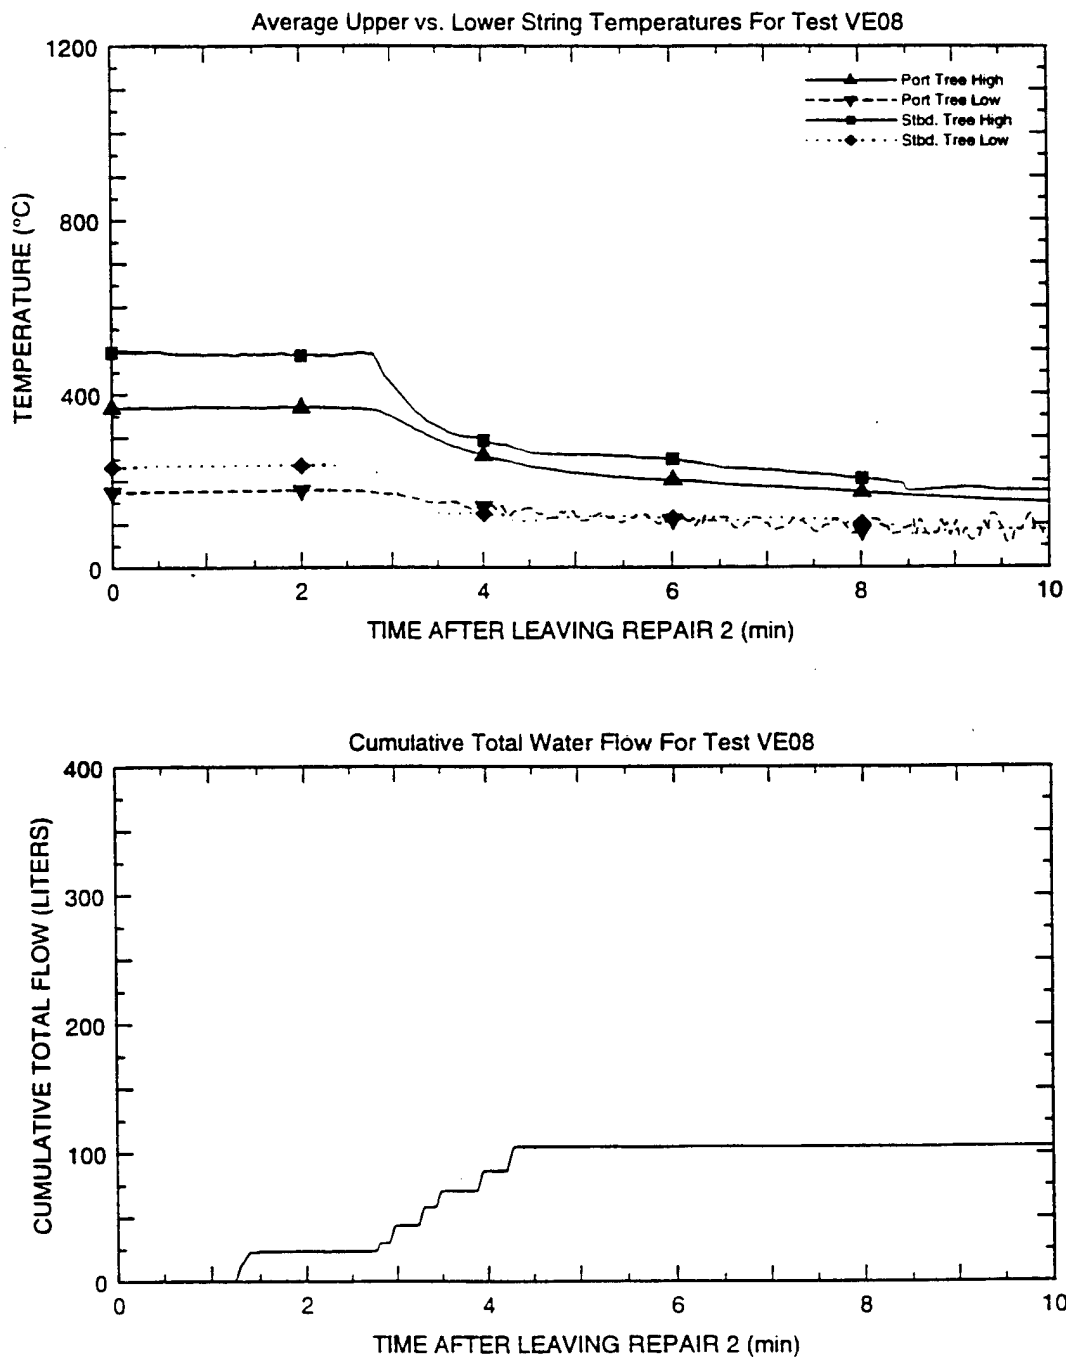 Average Upper vs. Lower String Temperatures For Test VE08
1200
800
400
0
TEMPERATURE (°C)
Port Tree High
Port Tree Low
Stbd. Tree High
Stbd. Tree Low
0 2 4 6 8 10
TIME AFTER LEAVING REPAIR 2 (min)
Cumulative Total Water Flow For Test VE08
400
300
200
100
0
CUMULATIVE TOTAL FLOW (LITERS)
0 2 4 6 8 10
TIME AFTER LEAVING REPAIR 2 (min)